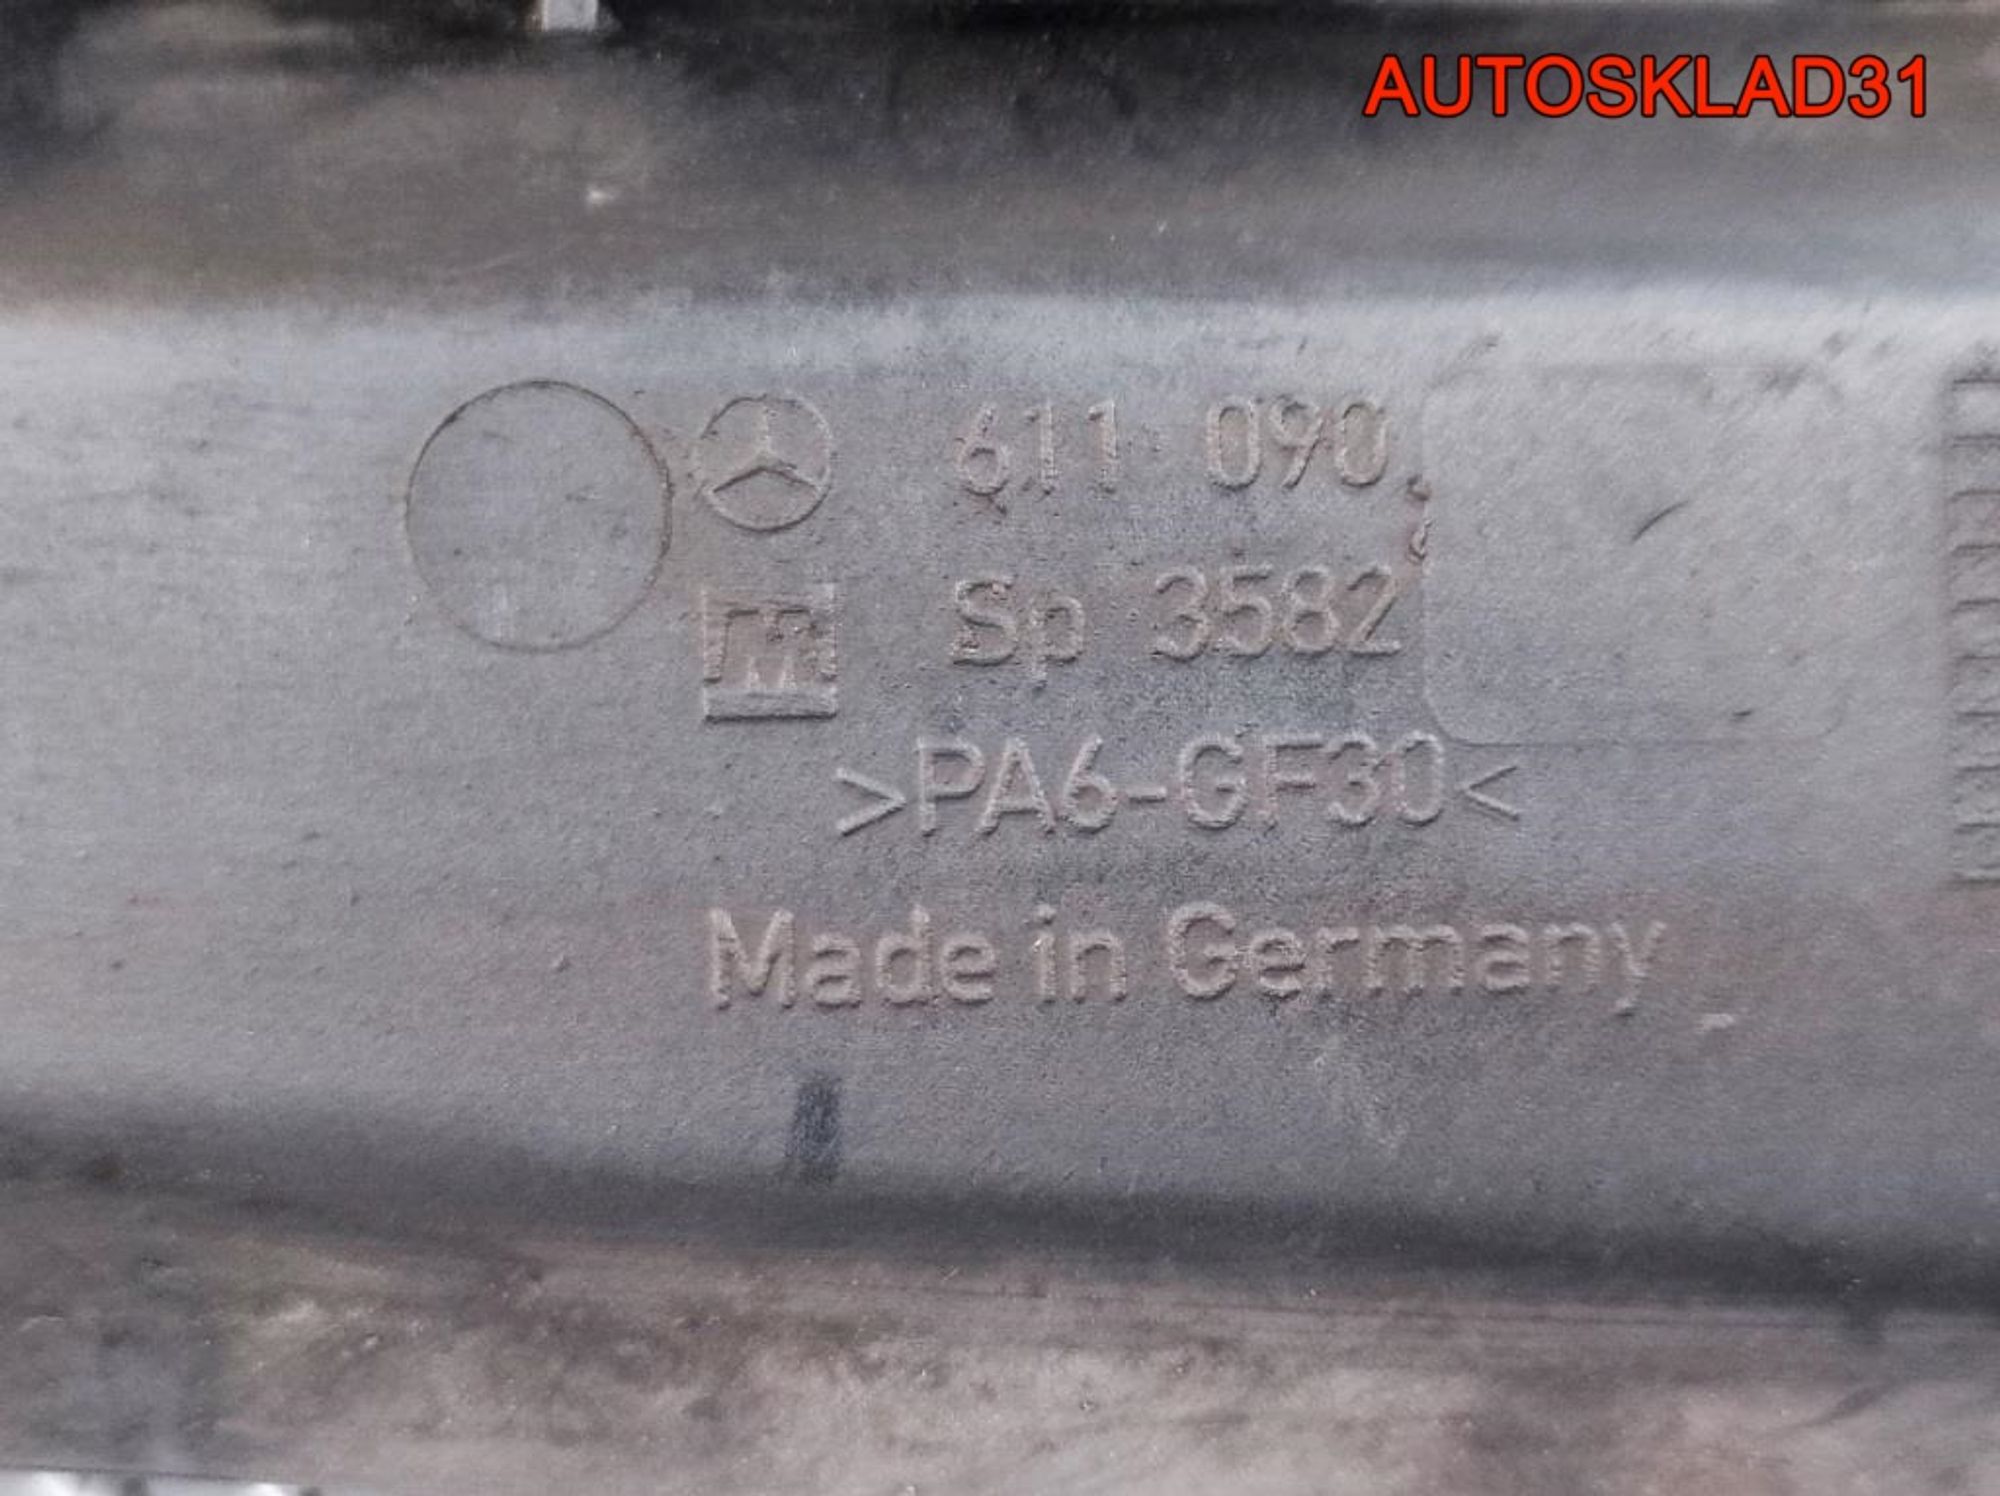 AUTOSKLAD31
611 090
Sp 3582
>PA6-GF30<
Made in Germany